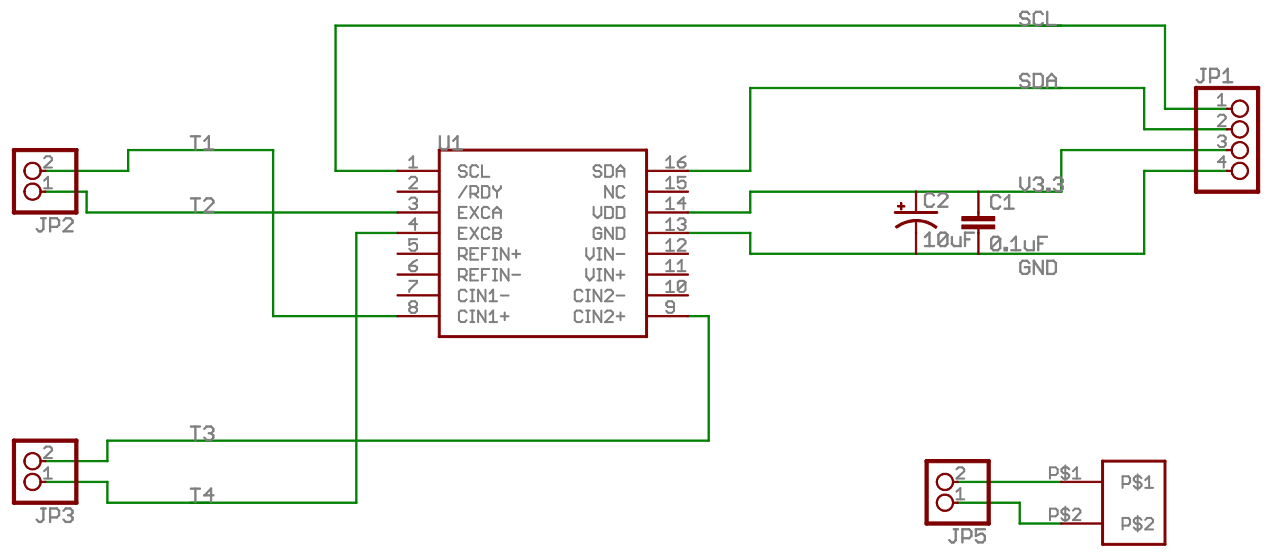 SCL
JP1
SDA
1
2
3
4
T1
U1
2
1
JP2
T2
1 SCL SDA 16
2 /RDY NC 15
3 EXCA VDD 14
4 EXCB GND 13
5 REFIN+ VIN- 12
6 REFIN- VIN+ 11
7 CIN1- CIN2- 10
8 CIN1+ CIN2+ 9
V3.3
+ C2 C1
10uF 0.1uF
GND
T3
2
1
JP3
T4
2
1
JP5
P$1 P$1
P$2 P$2